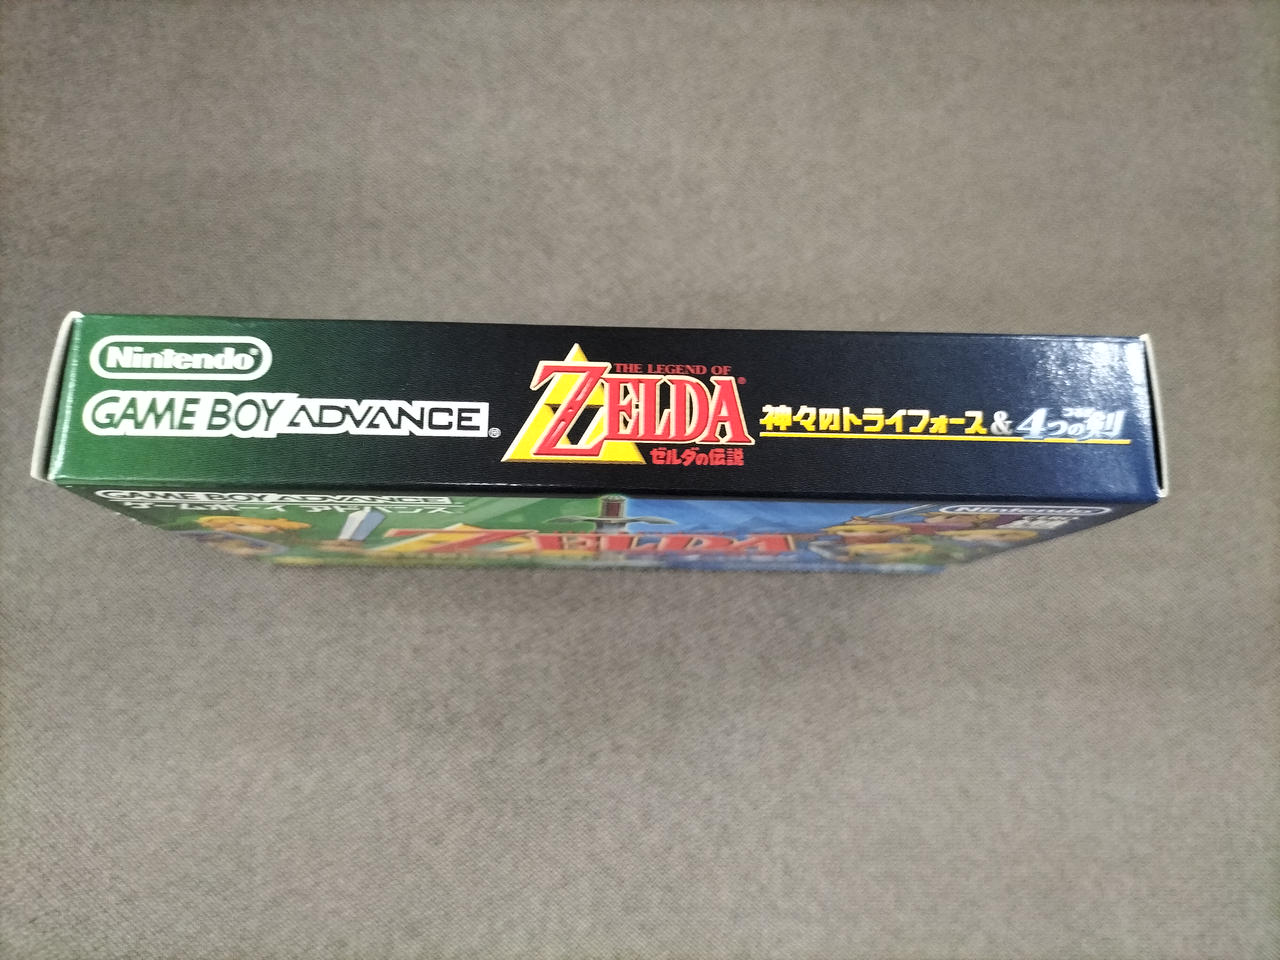 Nintendo
GAME BOY ADVANCE
THE LEGEND OF
ZELDA
ゼルダの伝説
神々のトライフォース&4つの剣
GAME BOY ADVANCE
ゲームボーイアドバンス
ZELDA
Nintendo